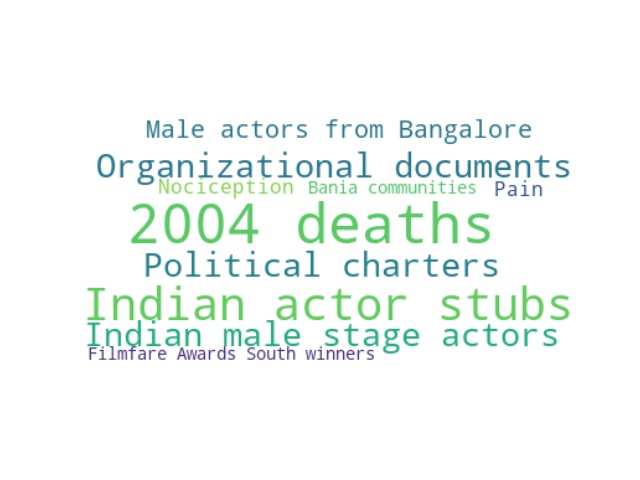 Male actors from Bangalore
Organizational documents
Nociception Bania communities Pain
2004 deaths
Political charters
Indian actor stubs
Indian male stage actors
Filmfare Awards South winners